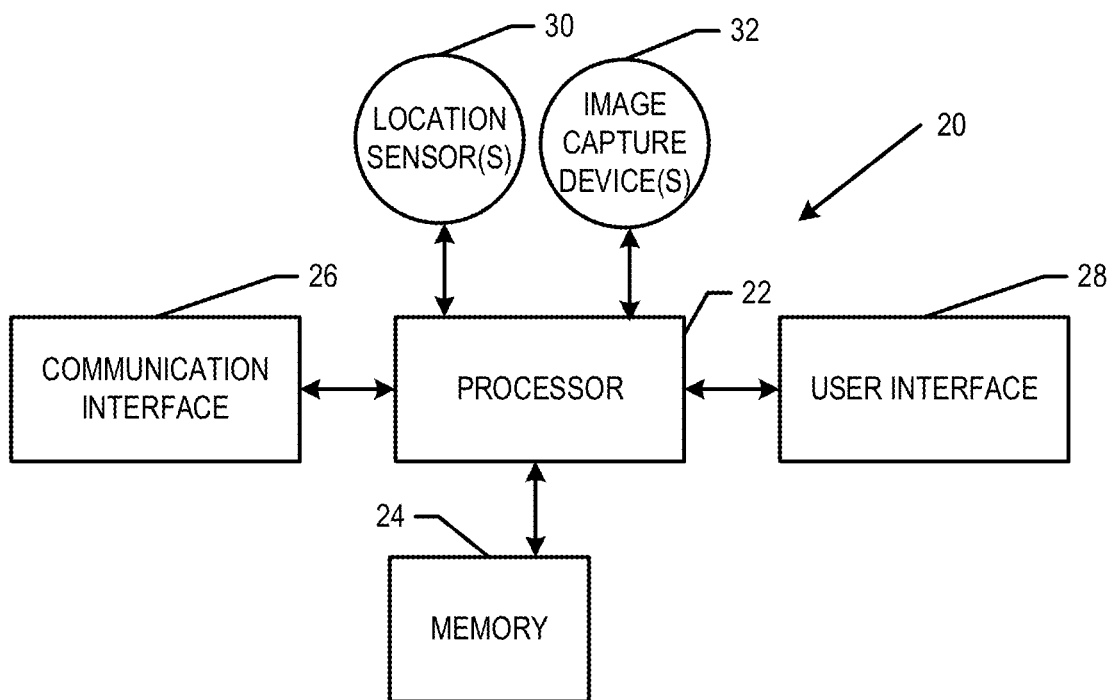 30
32
LOCATION
SENSOR(S)
IMAGE
CAPTURE
DEVICE(S)
20
26
22
28
COMMUNICATION
INTERFACE
PROCESSOR
USER INTERFACE
24
MEMORY